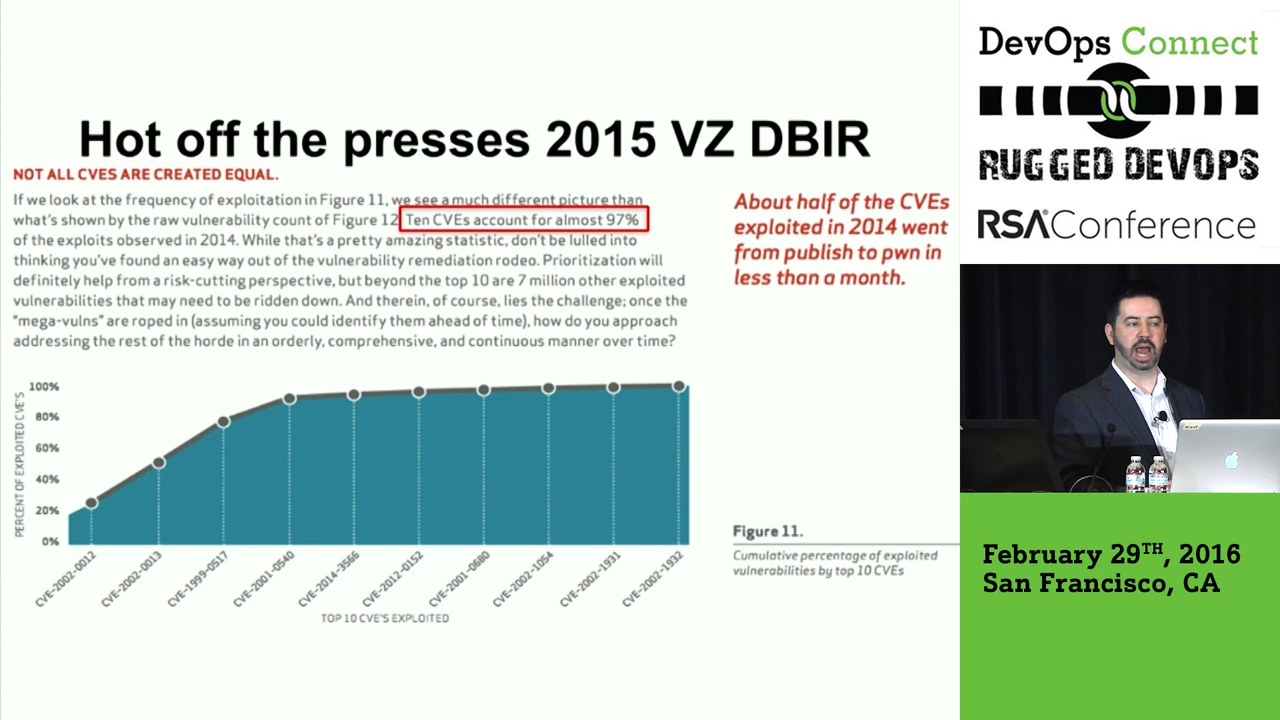 Hot off the presses 2015 VZ DBIR
NOT ALL CVES ARE CREATED EQUAL.
If we look at the frequency of exploitation in Figure 11, we see a much different picture than
what's shown by the raw vulnerability count of Figure 12. Ten CVEs account for almost 97%
of the exploits observed in 2014. While that's a pretty amazing statistic, don't be lulled into
thinking you've found an easy way out of the vulnerability remediation rodeo. Prioritization will
definitely help from a risk-cutting perspective, but beyond the top 10 are 7 million other exploited
vulnerabilities that may need to be ridden down. And therein, of course, lies the challenge; once the
"mega-vulns" are roped in (assuming you could identify them ahead of time), how do you approach
addressing the rest of the horde in an orderly, comprehensive, and continuous manner over time?
About half of the CVEs
exploited in 2014 went
from publish to pwn in
less than a month.
PERCENT OF EXPLOITED CVE'S
100%
80%
60%
40%
20%
0%
CVE-2002-0012
CVE-2002-0013
CVE-1999-0517
CVE-2001-0540
CVE-2014-3566
CVE-2012-0152
CVE-2001-0680
CVE-2002-1054
CVE-2002-1931
CVE-2002-1932
TOP 10 CVE'S EXPLOITED
Figure 11.
Cumulative percentage of exploited
vulnerabilities by top 10 CVEs
DevOps Connect
RUGGED DEVOPS
RSAConference
February 29TH, 2016
San Francisco, CA